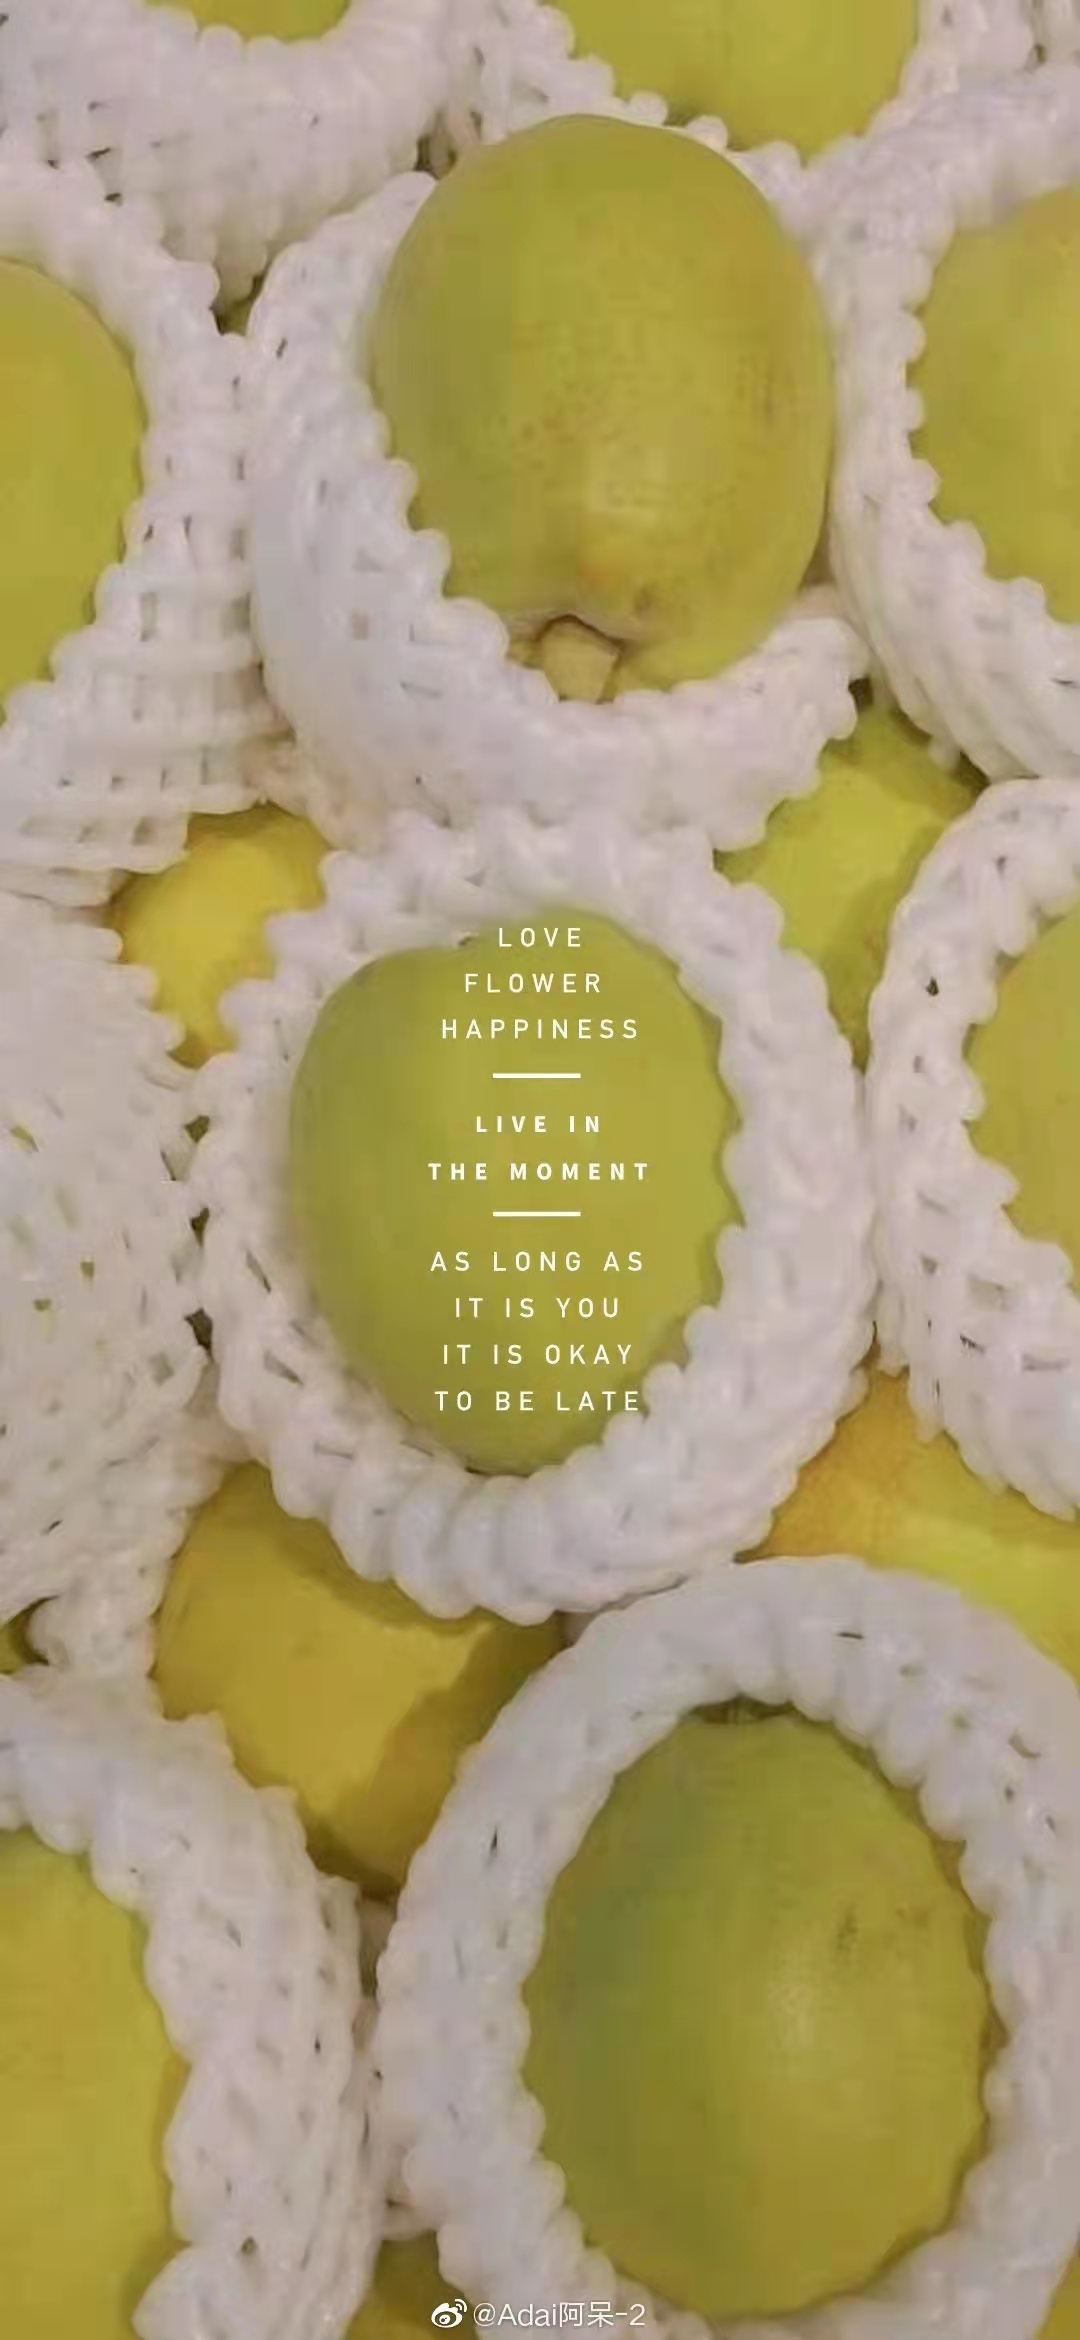 LOVE
FLOWER
HAPPINESS
LIVE IN
THE MOMENT
AS LONG AS
IT IS YOU
IT IS OKAY
TO BE LATE
@Adai阿呆-2